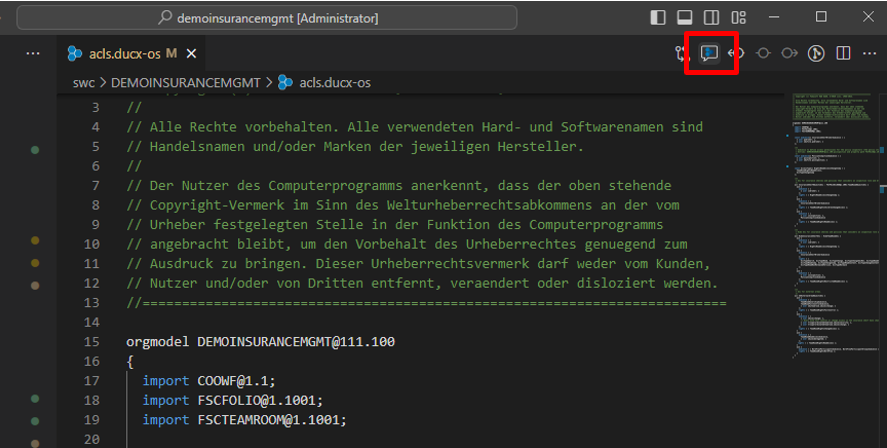 demoinsurancemgmt [Administrator]
acls.ducx-os M
swc > DEMOINSURANCEMGMT > acls.ducx-os
3 //
4 // Alle Rechte vorbehalten. Alle verwendeten Hard- und Softwarenamen sind
5 // Handelsnamen und/oder Marken der jeweiligen Hersteller.
6 //
7 // Der Nutzer des Computerprogramms anerkennt, dass der oben stehende
8 // Copyright-Vermerk im Sinn des Welturheberrechtsabkommens an der vom
9 // Urheber festgelegten Stelle in der Funktion des Computerprogramms
10 // angebracht bleibt, um den Vorbehalt des Urheberrechtes genuegend zum
11 // Ausdruck zu bringen. Dieser Urheberrechtsvermerk darf weder vom Kunden,
12 // Nutzer und/oder von Dritten entfernt, veraendert oder disloziert werden.
13 //=========================================================================
14
15 orgmodel DEMOINSURANCEMGMT@111.100
16 {
17 import COOWF@1.1;
18 import FSCFOLIO@1.1001;
19 import FSCTEAMROOM@1.1001;
20